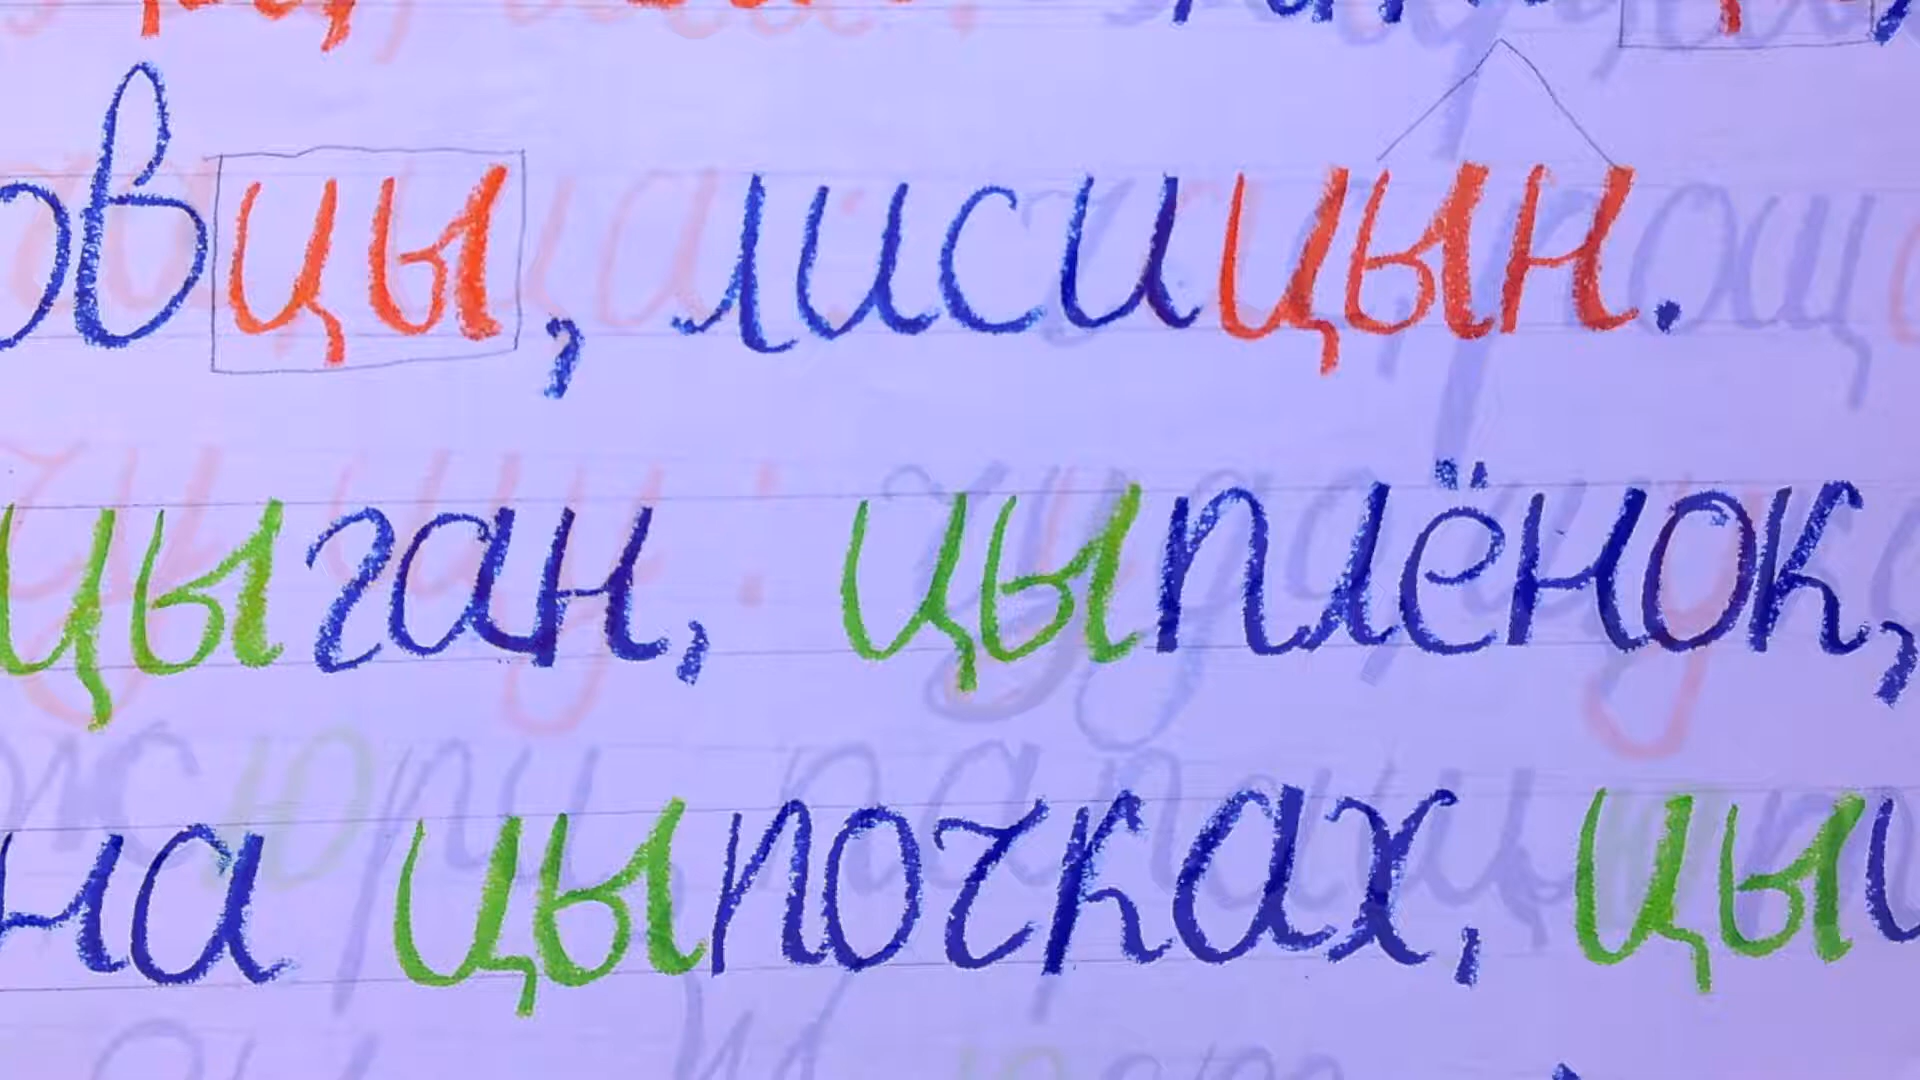 овцы, лисицын.
цыган, цыплёнок,
на цыпочках, цы